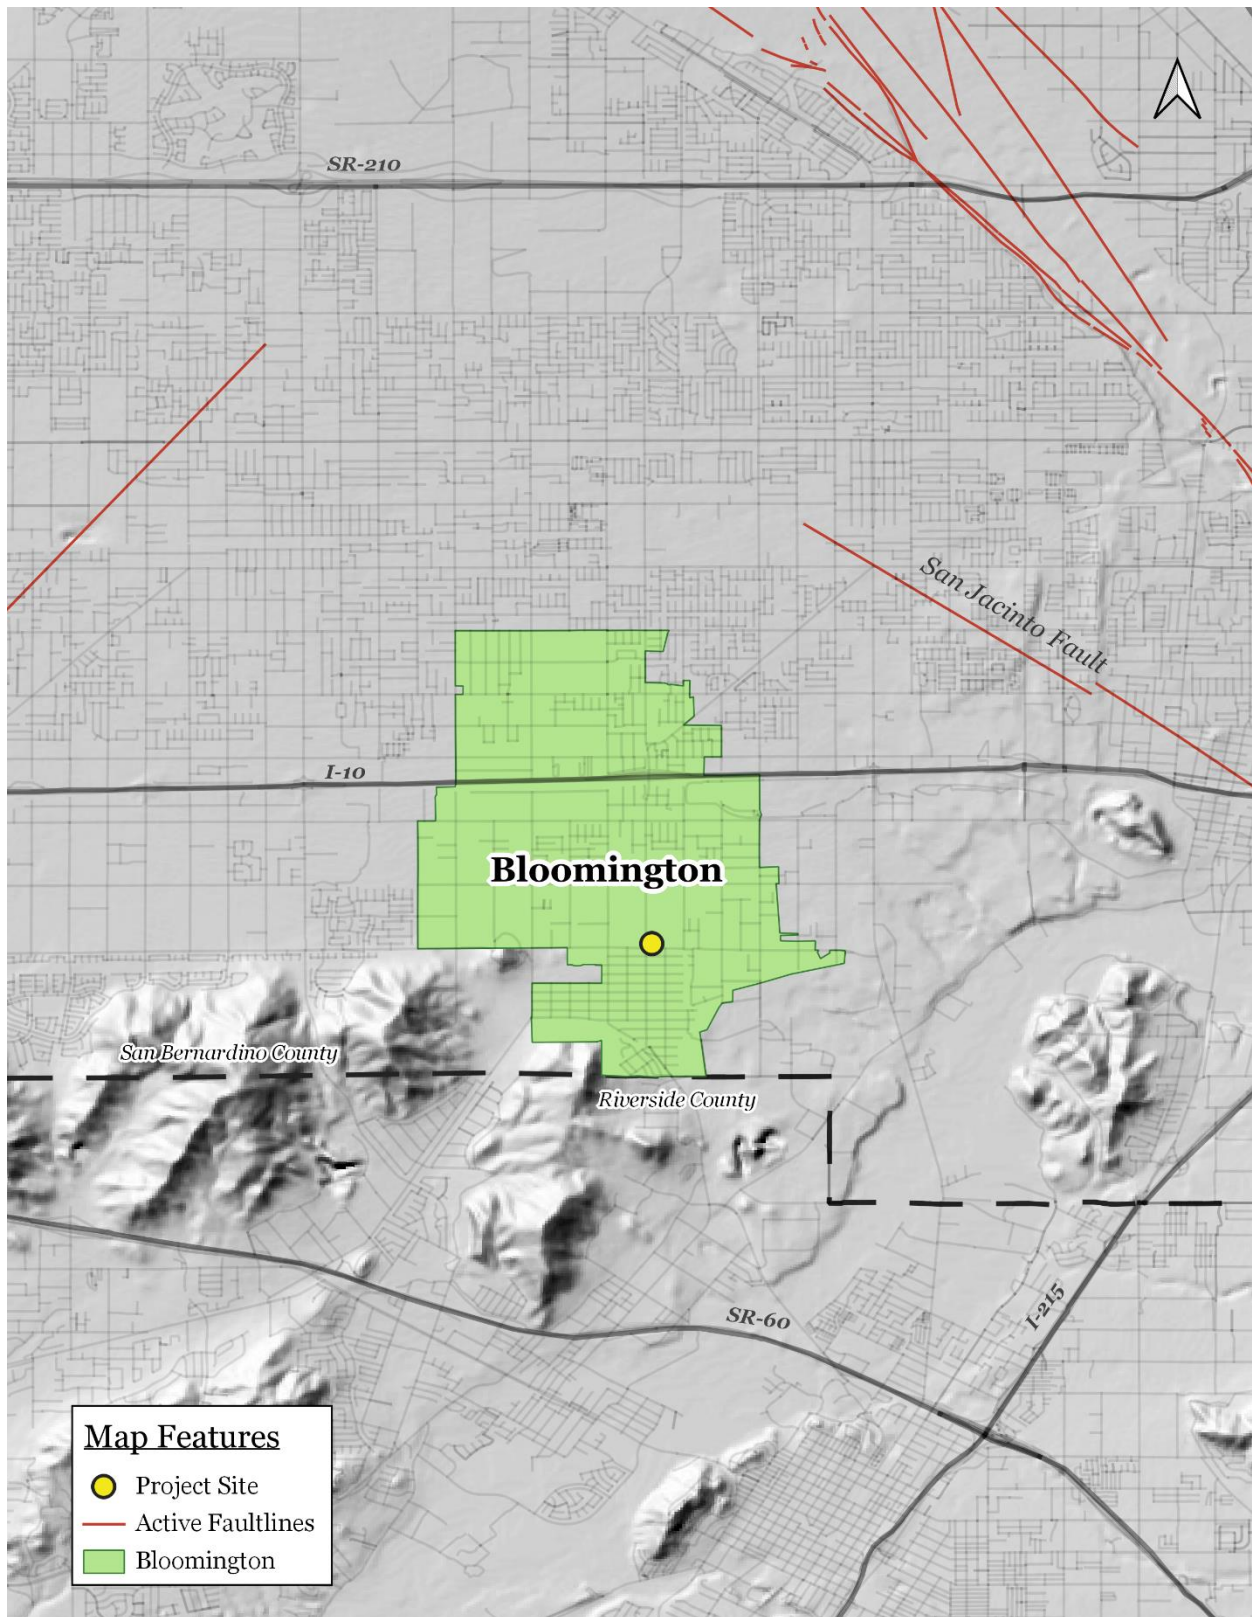 SR-210
San Jacinto Fault
I-10
Bloomington
San Bernardino County
Riverside County
I-215
SR-60
Map Features
Project Site
Active Faultlines
Bloomington